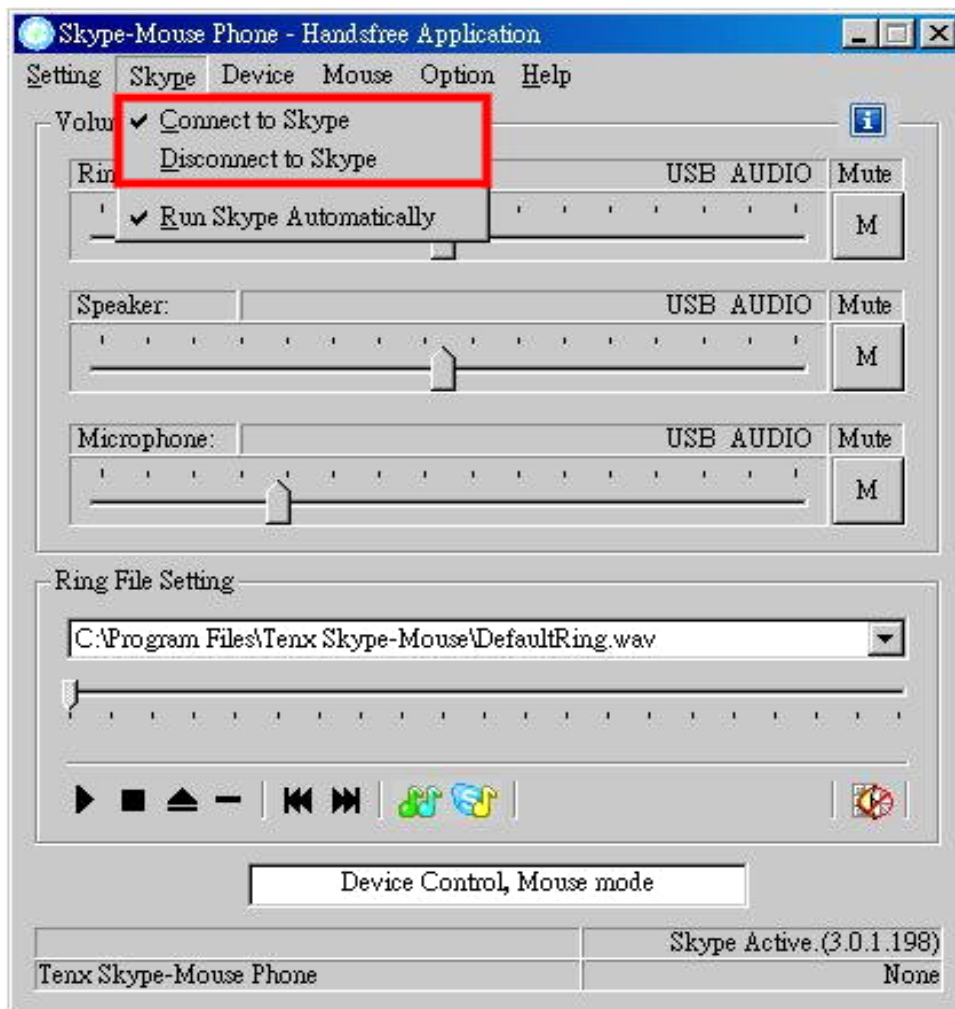 Skype-Mouse Phone - Handsfree Application
Setting Skype Device Mouse Option Help
Connect to Skype
Disconnect to Skype
Run Skype Automatically
USB AUDIO Mute
M
Speaker: USB AUDIO Mute
M
Microphone: USB AUDIO Mute
M
Ring File Setting
C:\Program Files\Tenx Skype-Mouse\DefaultRing.wav
Device Control, Mouse mode
Skype Active.(3.0.1.198)
Tenx Skype-Mouse Phone None